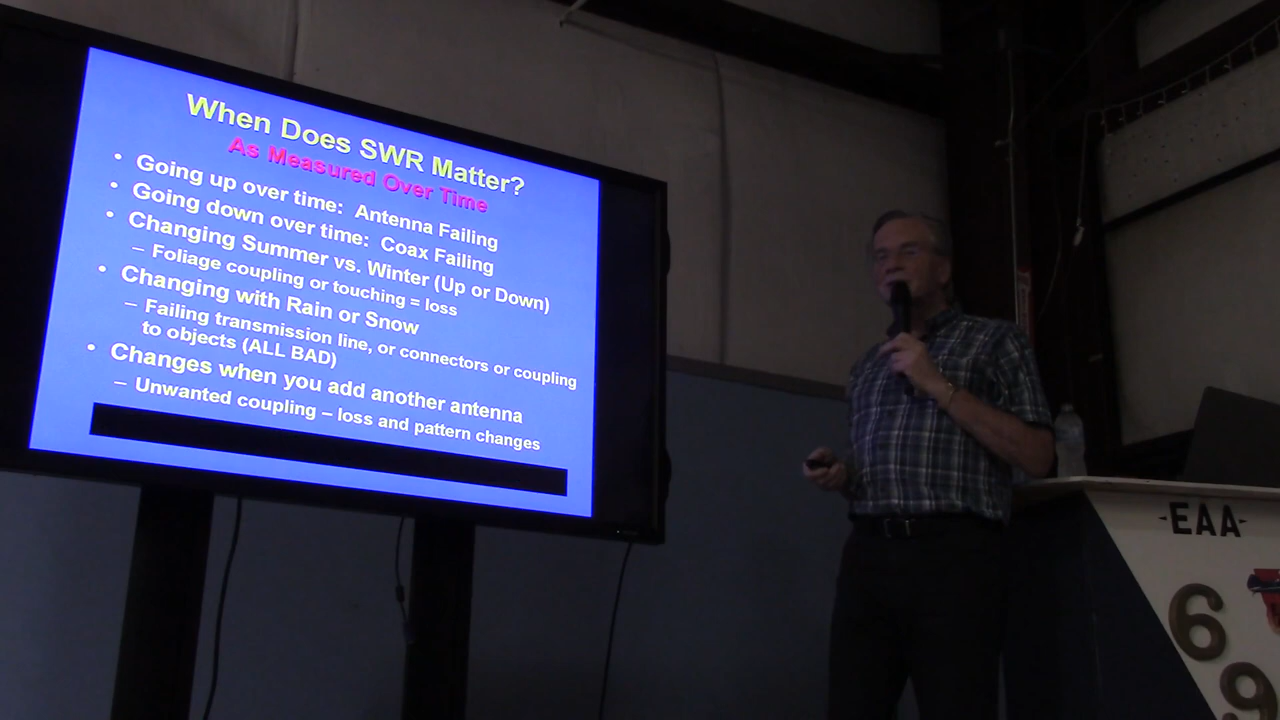 When Does SWR Matter?
As Measured Over Time
• Going up over time: Antenna Failing
• Going down over time: Coax Failing
• Changing Summer vs. Winter (Up or Down)
– Foliage coupling or touching = loss
• Changing with Rain or Snow
– Failing transmission line, or connectors or coupling
to objects (ALL BAD)
• Changes when you add another antenna
– Unwanted coupling – loss and pattern changes
-EAA-
69